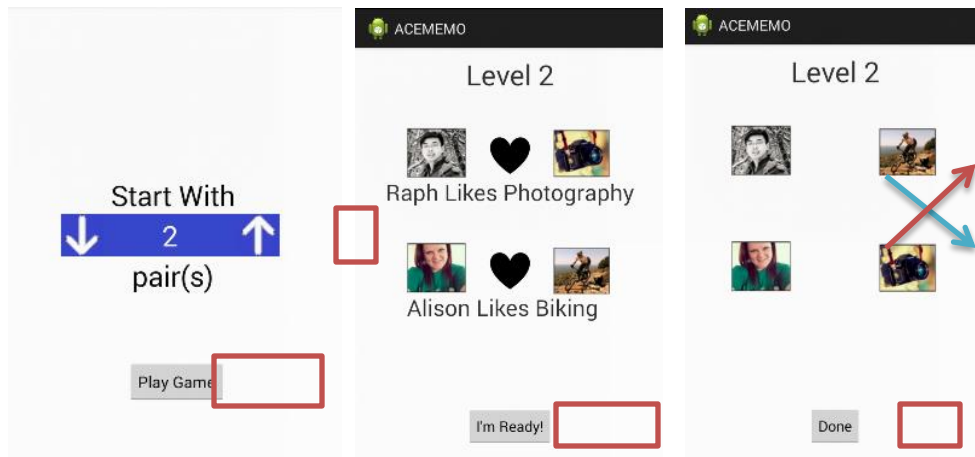 Start With
2
pair(s)
Play Game
ACEMEMO
Level 2
Raph Likes Photography
Alison Likes Biking
I'm Ready!
ACEMEMO
Level 2
Done